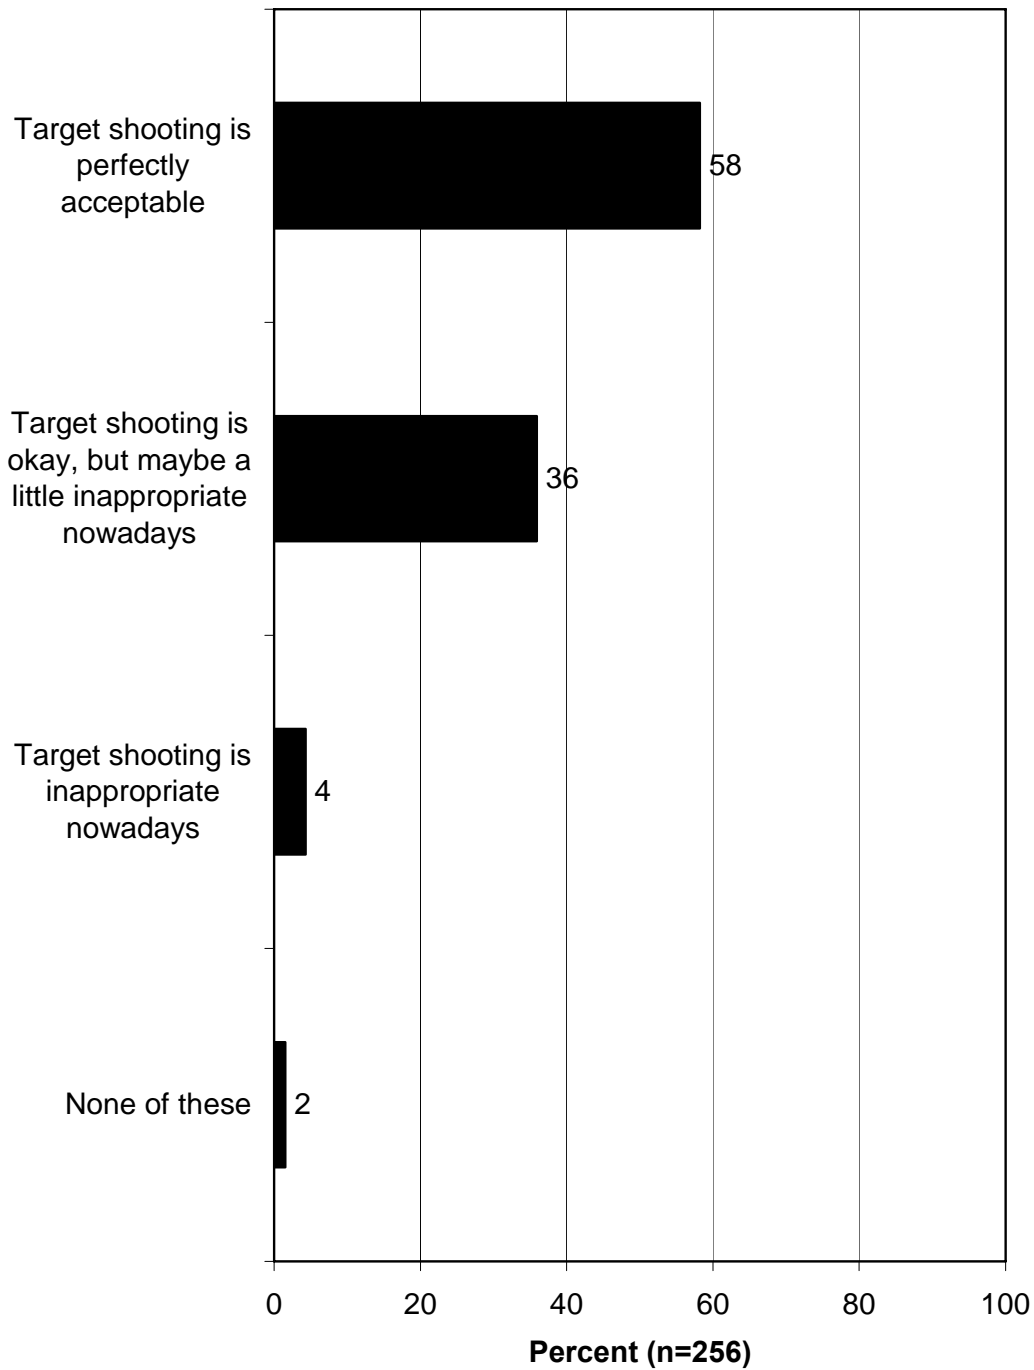 Target shooting is
perfectly
acceptable
58
Target shooting is
okay, but maybe a
little inappropriate
nowadays
36
Target shooting is
inappropriate
nowadays
4
None of these
2
0 20 40 60 80 100
Percent (n=256)